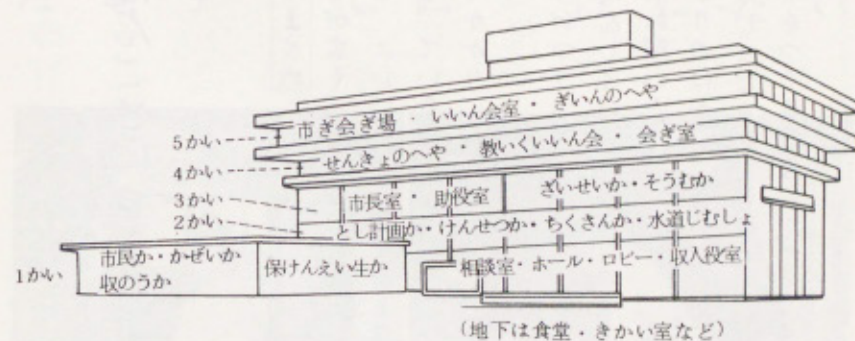 5かい
市ぎ会ぎ場・いいん会室・ぎいんのへや
4かい
せんきょのへや・教いくいいん会・会ぎ室
3かい
市長室・助役室
ざいせいか・そうむか
2かい
とし計画か・けんせつか・ちくさんか・水道じむしょ
1かい
市民か・かぜいか
収のうか
保けんえい生か
相談室・ホール・ロビー・収入役室
(地下は食堂・きかい室など)